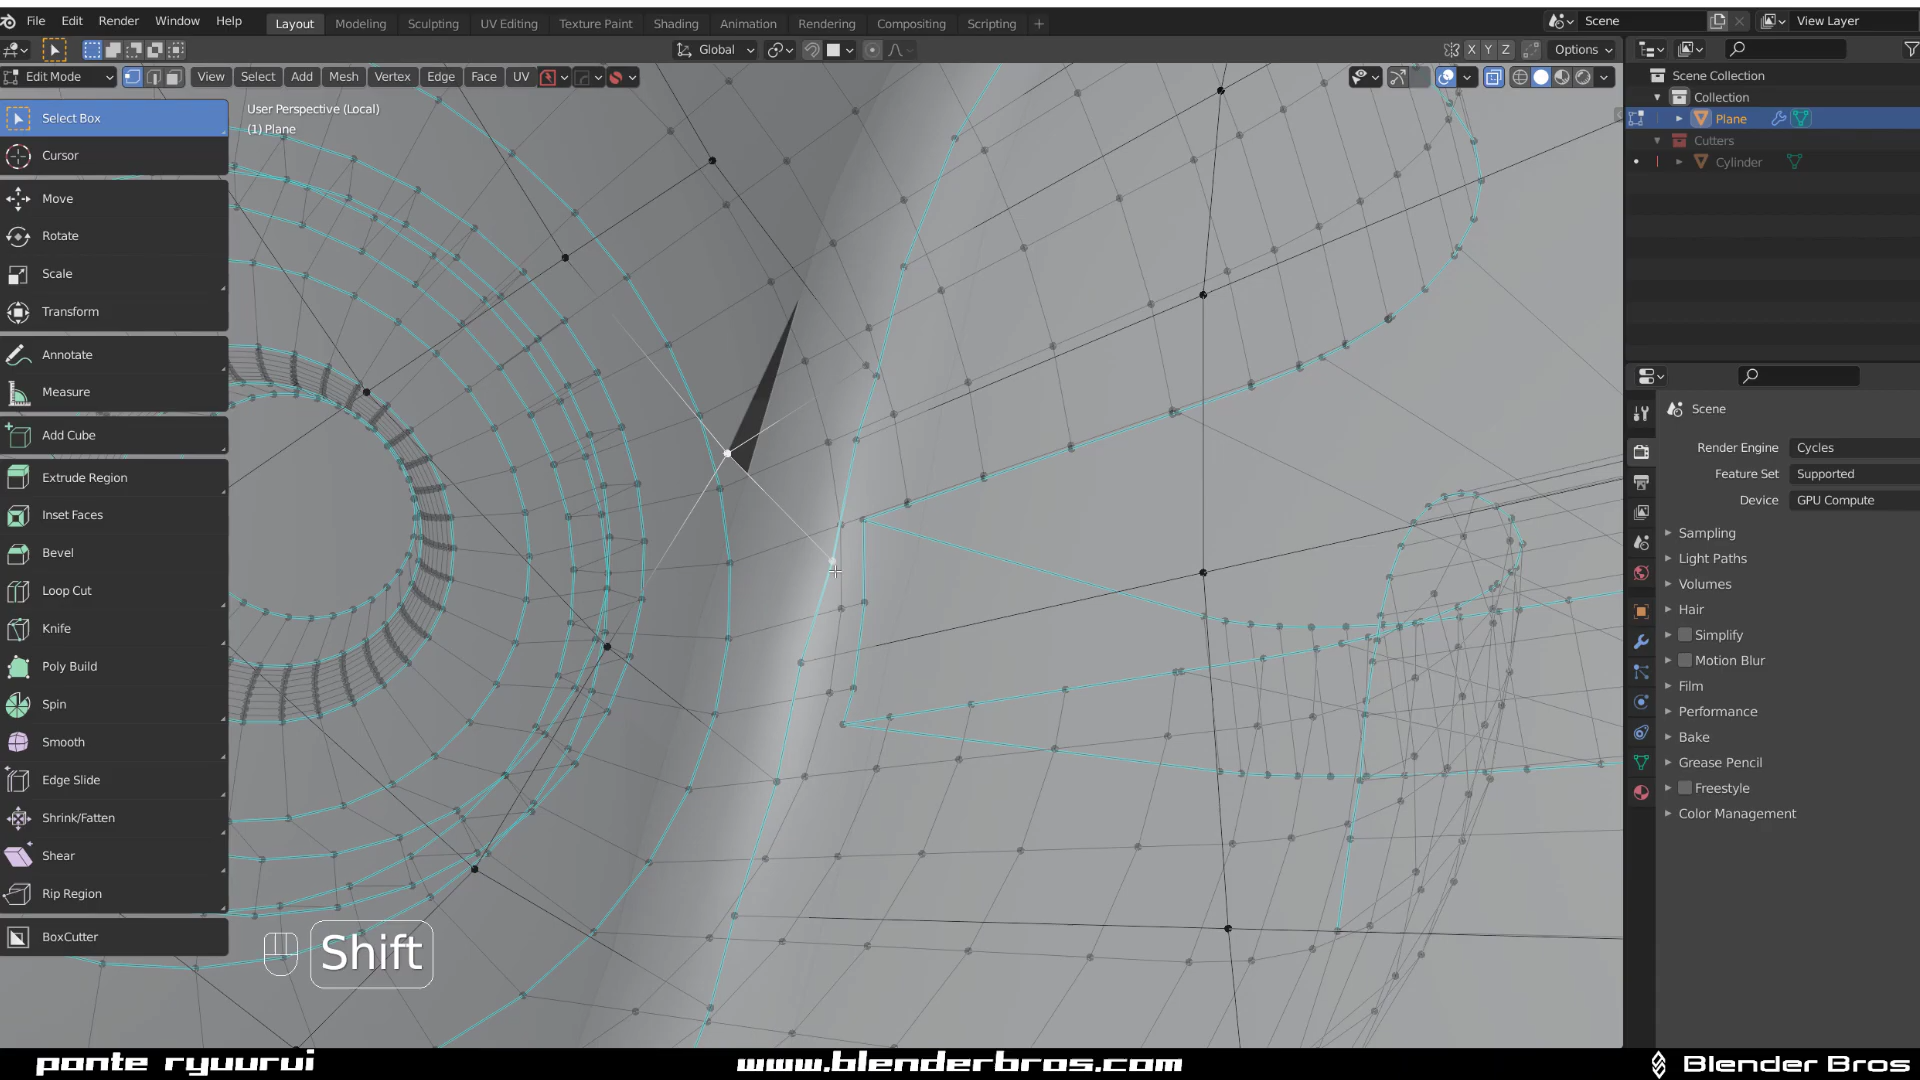 File Edit Render Window Help
Layout Modeling Sculpting UV Editing Texture Paint Shading Animation Rendering Compositing Scripting +
Scene
View Layer
Global
X Y Z
Options
Edit Mode
View Select Add Mesh Vertex Edge Face UV
User Perspective (Local)
(1) Plane
Select Box
Cursor
Move
Rotate
Scale
Transform
Annotate
Measure
Add Cube
Extrude Region
Inset Faces
Bevel
Loop Cut
Knife
Poly Build
Spin
Smooth
Edge Slide
Shrink/Fatten
Shear
Rip Region
BoxCutter
Shift
Scene Collection
Collection
Plane
Cutters
Cylinder
Scene
Render Engine Cycles
Feature Set Supported
Device GPU Compute
Sampling
Light Paths
Volumes
Hair
Simplify
Motion Blur
Film
Performance
Bake
Grease Pencil
Freestyle
Color Management
ponte ryuurui
www.blenderbros.com
Blender Bros